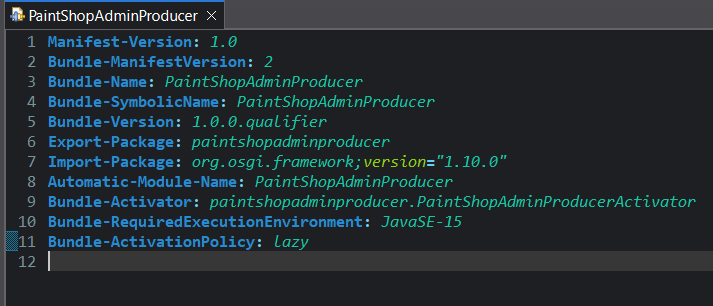 PaintShopAdminProducer
1 Manifest-Version: 1.0
2 Bundle-ManifestVersion: 2
3 Bundle-Name: PaintShopAdminProducer
4 Bundle-SymbolicName: PaintShopAdminProducer
5 Bundle-Version: 1.0.0.qualifier
6 Export-Package: paintshopadminproducer
7 Import-Package: org.osgi.framework;version="1.10.0"
8 Automatic-Module-Name: PaintShopAdminProducer
9 Bundle-Activator: paintshopadminproducer.PaintShopAdminProducerActivator
10 Bundle-RequiredExecutionEnvironment: JavaSE-15
11 Bundle-ActivationPolicy: lazy
12